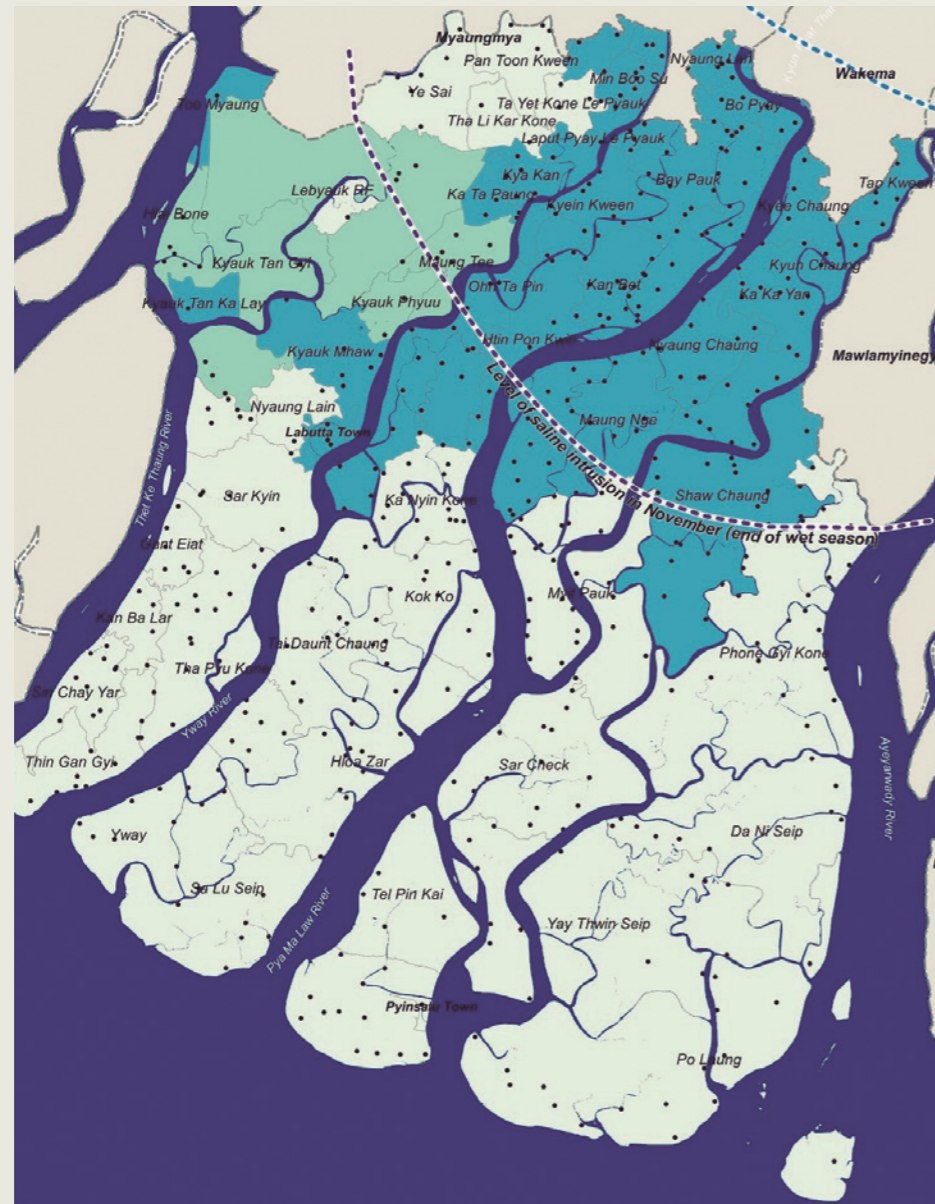 Myaungmya
Pan Toon Kween
Nyaung Lan
Min Boo Su
Wakema
Ye Sai
Tee Myaung
Ta Yet Kone Le Pyauk
Bo Pyay
Tha Li Kar Kone
Laput Pyay Le Pyauk
Kya Kan
Bay Pauk
Lebyauk RF
Ka Ta Paung
Tap Kween
Kyein Kween
Kyee Chaung
Bone
Kyauk Tan Gyi
Maung Tee
Kyun Chaung
Ohn Ta Pin
Kan Bet
Ka Ka Yan
Kyauk Tan Ka Lay
Kyauk Phyuu
Htin Pon Kwin
Nyaung Chaung
Kyauk Mhaw
Mawlamyinegy
Level of saline intrusion in November (end of wet season)
Nyaung Lain
Maung Nge
Labutta Town
Thet Ke Thaung River
Sar Kyin
Ka Nyin Kone
Shaw Chaung
Gant Eiat
Kok Ko
Myit Pauk
Kan Ba Lar
Tai Daunt Chaung
Phone Gyi Kone
Tha Pyu Kone
Sin Chay Yar
Yway River
Thin Gan Gyi
Hloa Zar
Sar Check
Ayeyarwady River
Yway
Da Ni Seip
Sa Lu Seip
Tel Pin Kai
Yay Thwin Seip
Pya Ma Law River
Pyinsalu Town
Po Laung